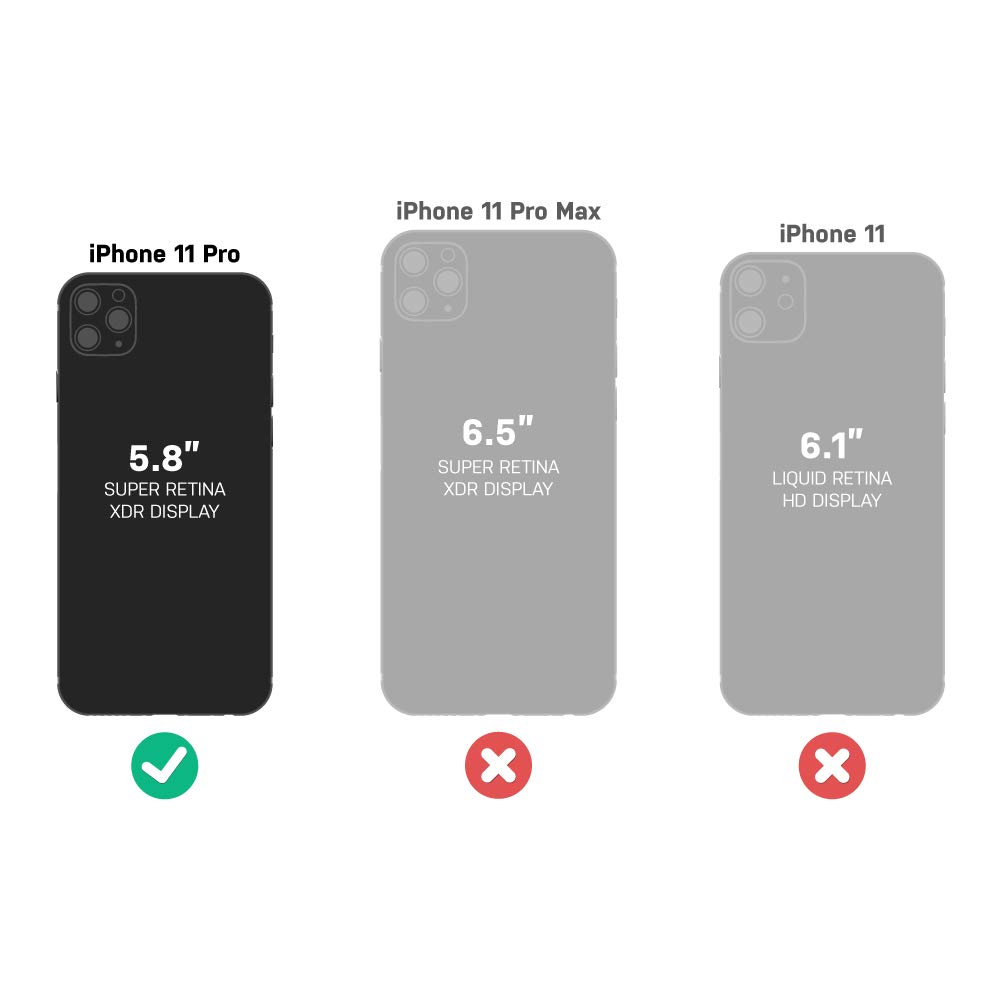 iPhone 11 Pro
5.8"
SUPER RETINA
XDR DISPLAY
iPhone 11 Pro Max
6.5"
SUPER RETINA
XDR DISPLAY
iPhone 11
6.1"
LIQUID RETINA
HD DISPLAY